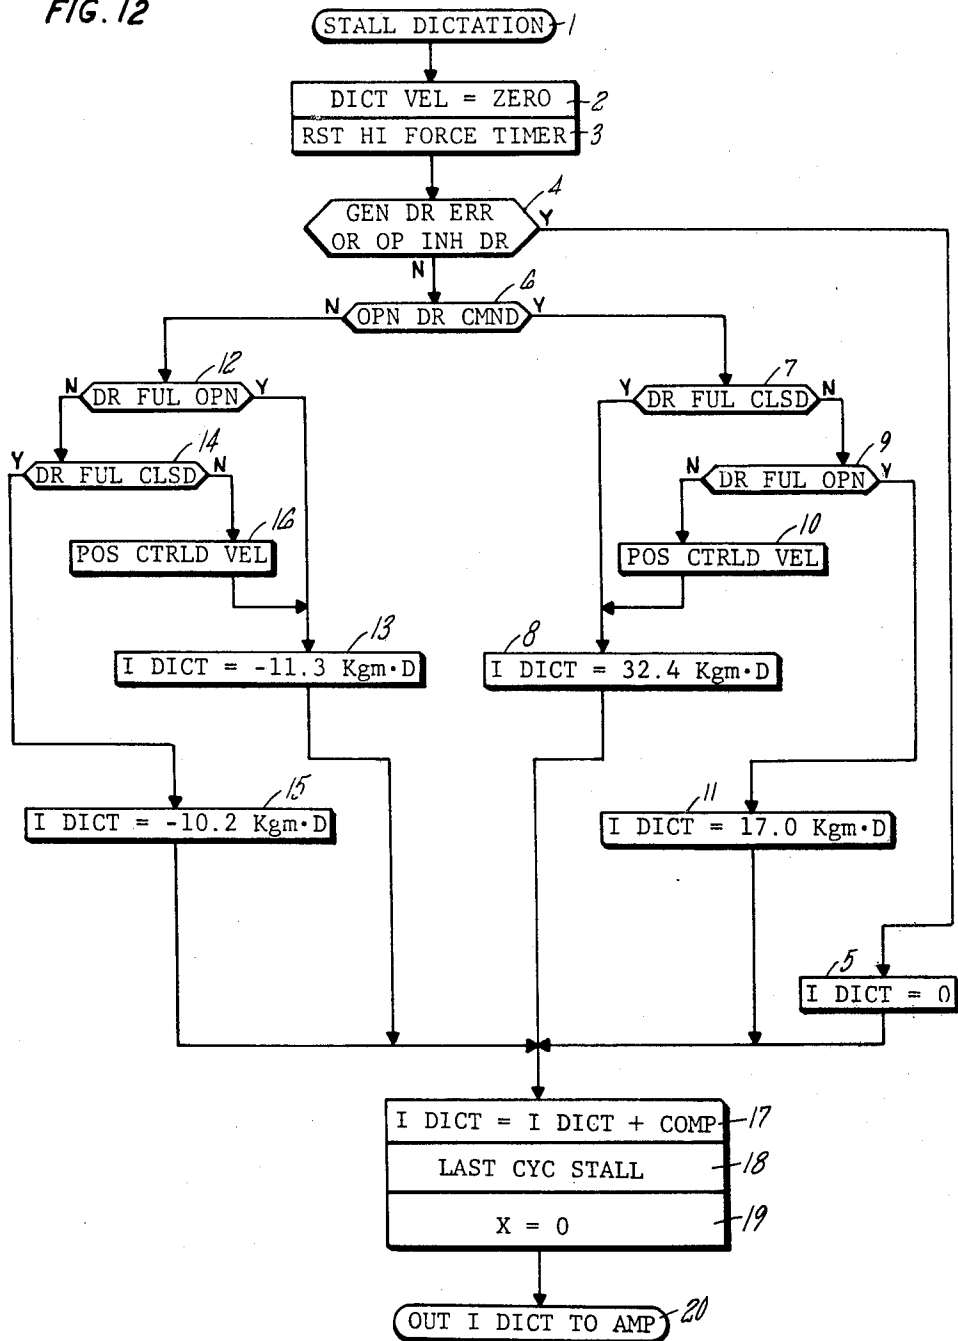 FIG. 12
STALL DICTATION 1
DICT VEL = ZERO 2
RST HI FORCE TIMER 3
4
GEN DR ERR Y
OR OP INH DR
N
6
N OPN DR CMND Y
12
N DR FUL OPN Y
7
Y DR FUL CLSD N
14
Y DR FUL CLSD N
9
N DR FUL OPN Y
16
POS CTRLD VEL
10
POS CTRLD VEL
13
I DICT = -11.3 Kgm·D
8
I DICT = 32.4 Kgm·D
15
I DICT = -10.2 Kgm·D
11
I DICT = 17.0 Kgm·D
5
I DICT = 0
I DICT = I DICT + COMP 17
LAST CYC STALL 18
X = 0 19
OUT I DICT TO AMP 20